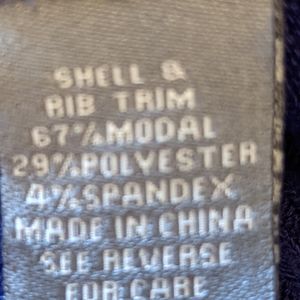 SHELL &
RIB TRIM
67% MODAL
29% POLYESTER
4% SPANDEX
MADE IN CHINA
SEE REVERSE
FOR CARE